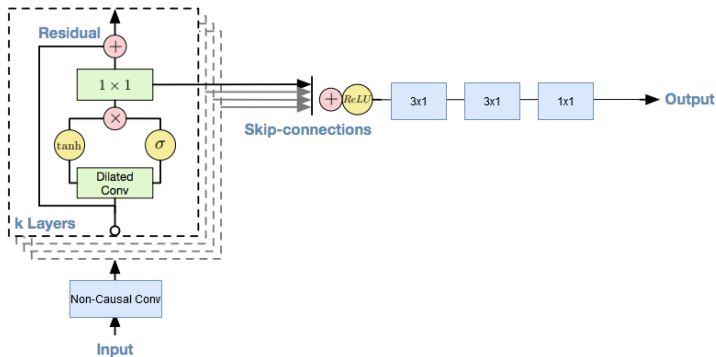 Residual
+
1 × 1
×
tanh
σ
Dilated
Conv
k Layers
Non-Causal Conv
Input
Skip-connections
+
ReLU
3x1
3x1
1x1
Output